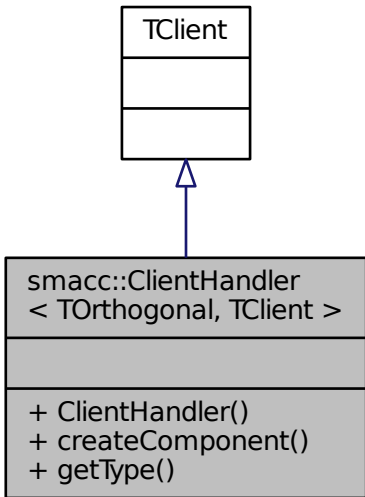 TClient
smacc::ClientHandler
< TOrthogonal, TClient >
+ ClientHandler()
+ createComponent()
+ getType()